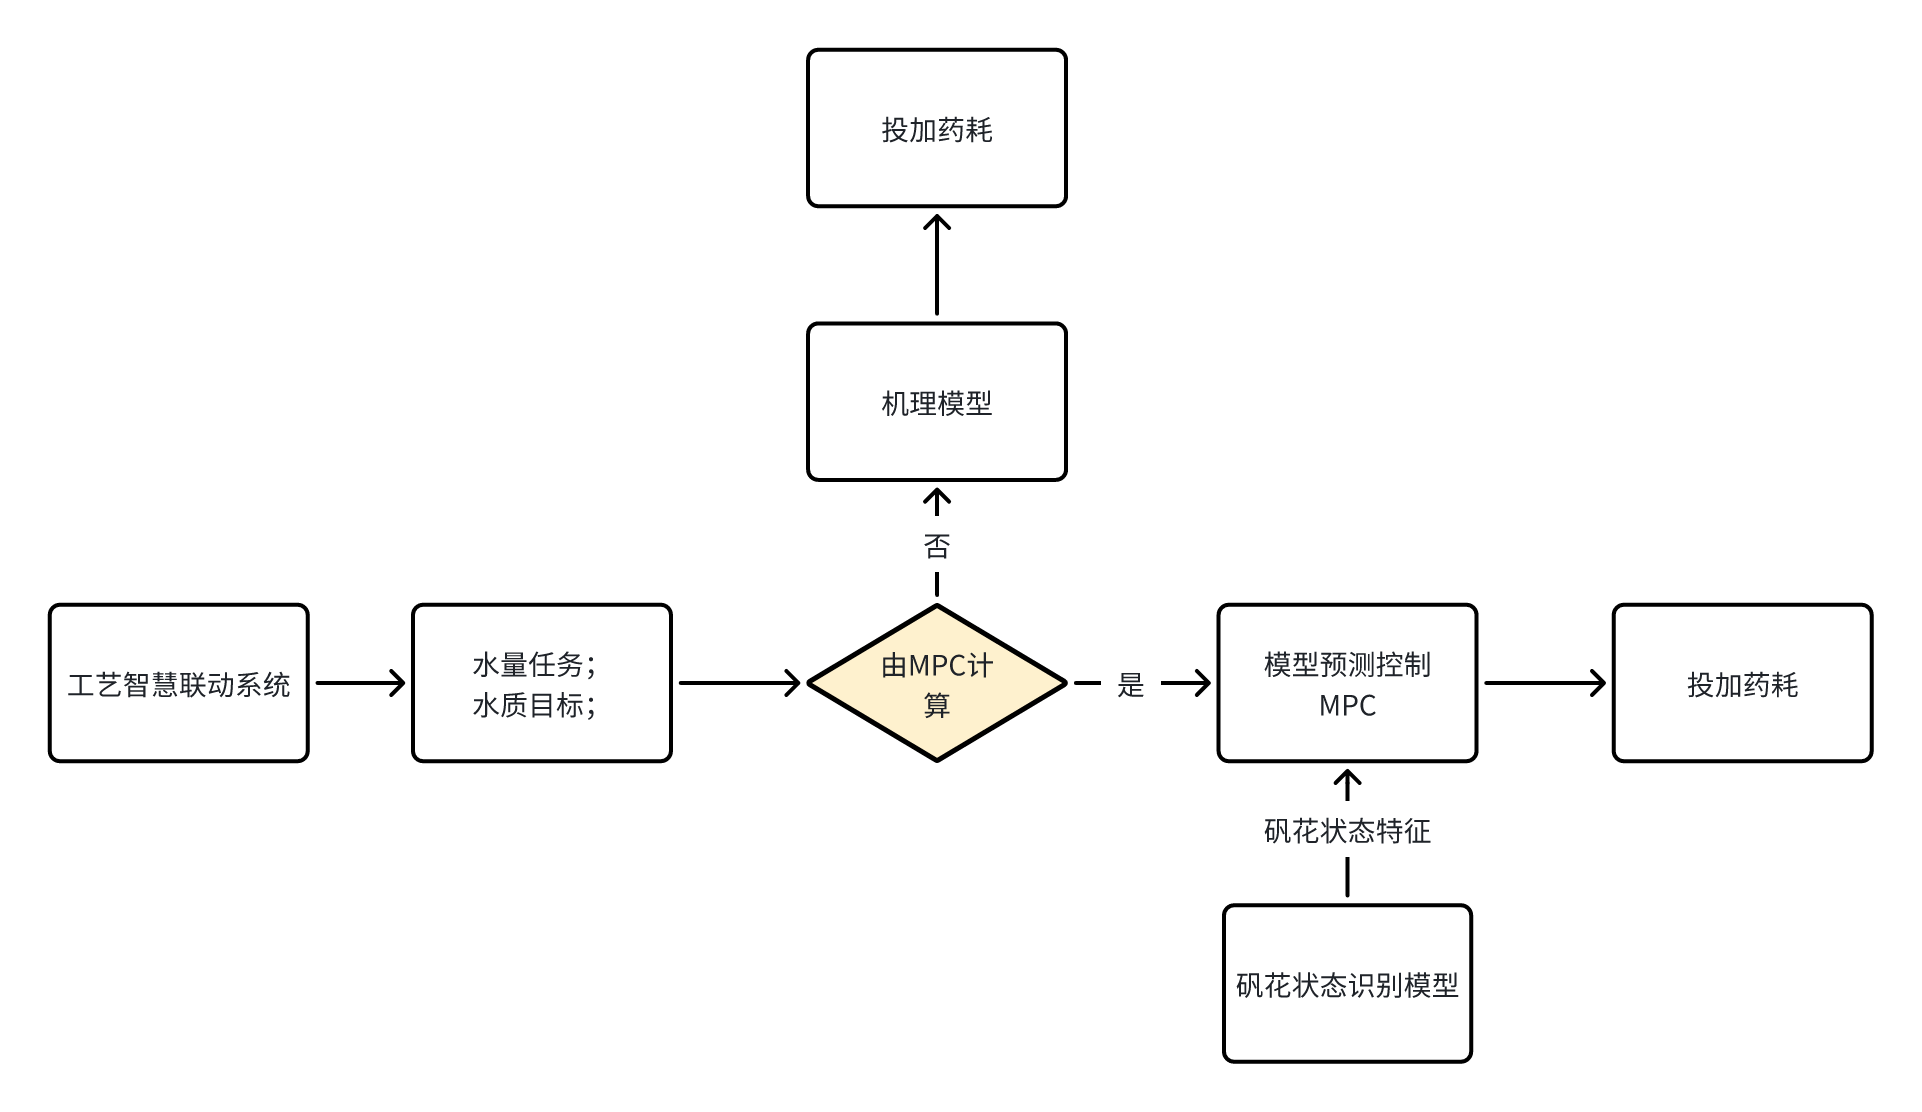 投加药耗
机理模型
否
工艺智慧联动系统
水量任务；
水质目标；
由MPC计
算
是
模型预测控制
MPC
投加药耗
矾花状态特征
矾花状态识别模型